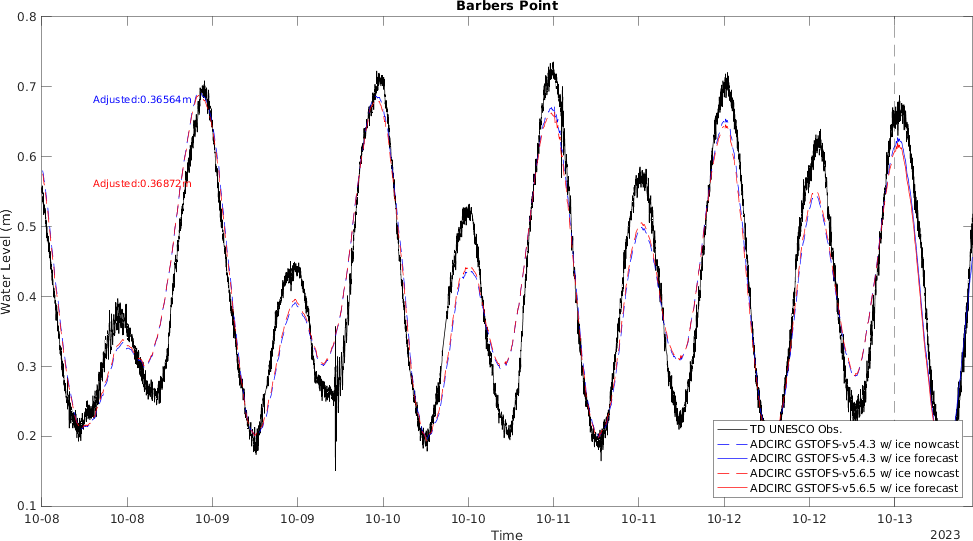 Barbers Point
0.8
0.7
0.6
0.5
0.4
0.3
0.2
0.1
Water Level (m)
Adjusted:0.36564m
Adjusted:0.36872m
TD UNESCO Obs.
ADCIRC GSTOFS-v5.4.3 w/ ice nowcast
ADCIRC GSTOFS-v5.4.3 w/ ice forecast
ADCIRC GSTOFS-v5.6.5 w/ ice nowcast
ADCIRC GSTOFS-v5.6.5 w/ ice forecast
10-08 10-08 10-09 10-09 10-10 10-10 10-11 10-11 10-12 10-12 10-13
Time
2023